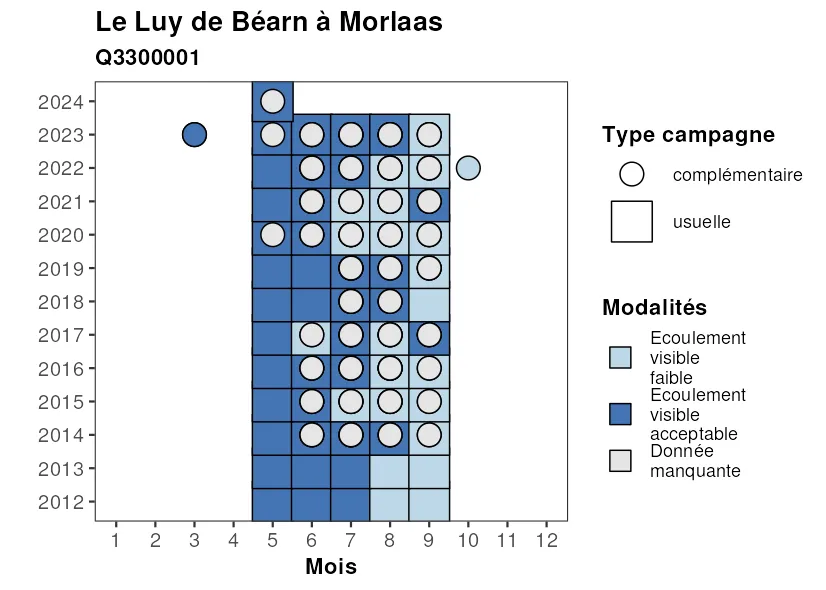 Le Luy de Béarn à Morlaas
Q3300001
2024
2023
2022
2021
2020
2019
2018
2017
2016
2015
2014
2013
2012
1 2 3 4 5 6 7 8 9 10 11 12
Mois
Type campagne
complémentaire
usuelle
Modalités
Ecoulement
visible
faible
Ecoulement
visible
acceptable
Donnée
manquante